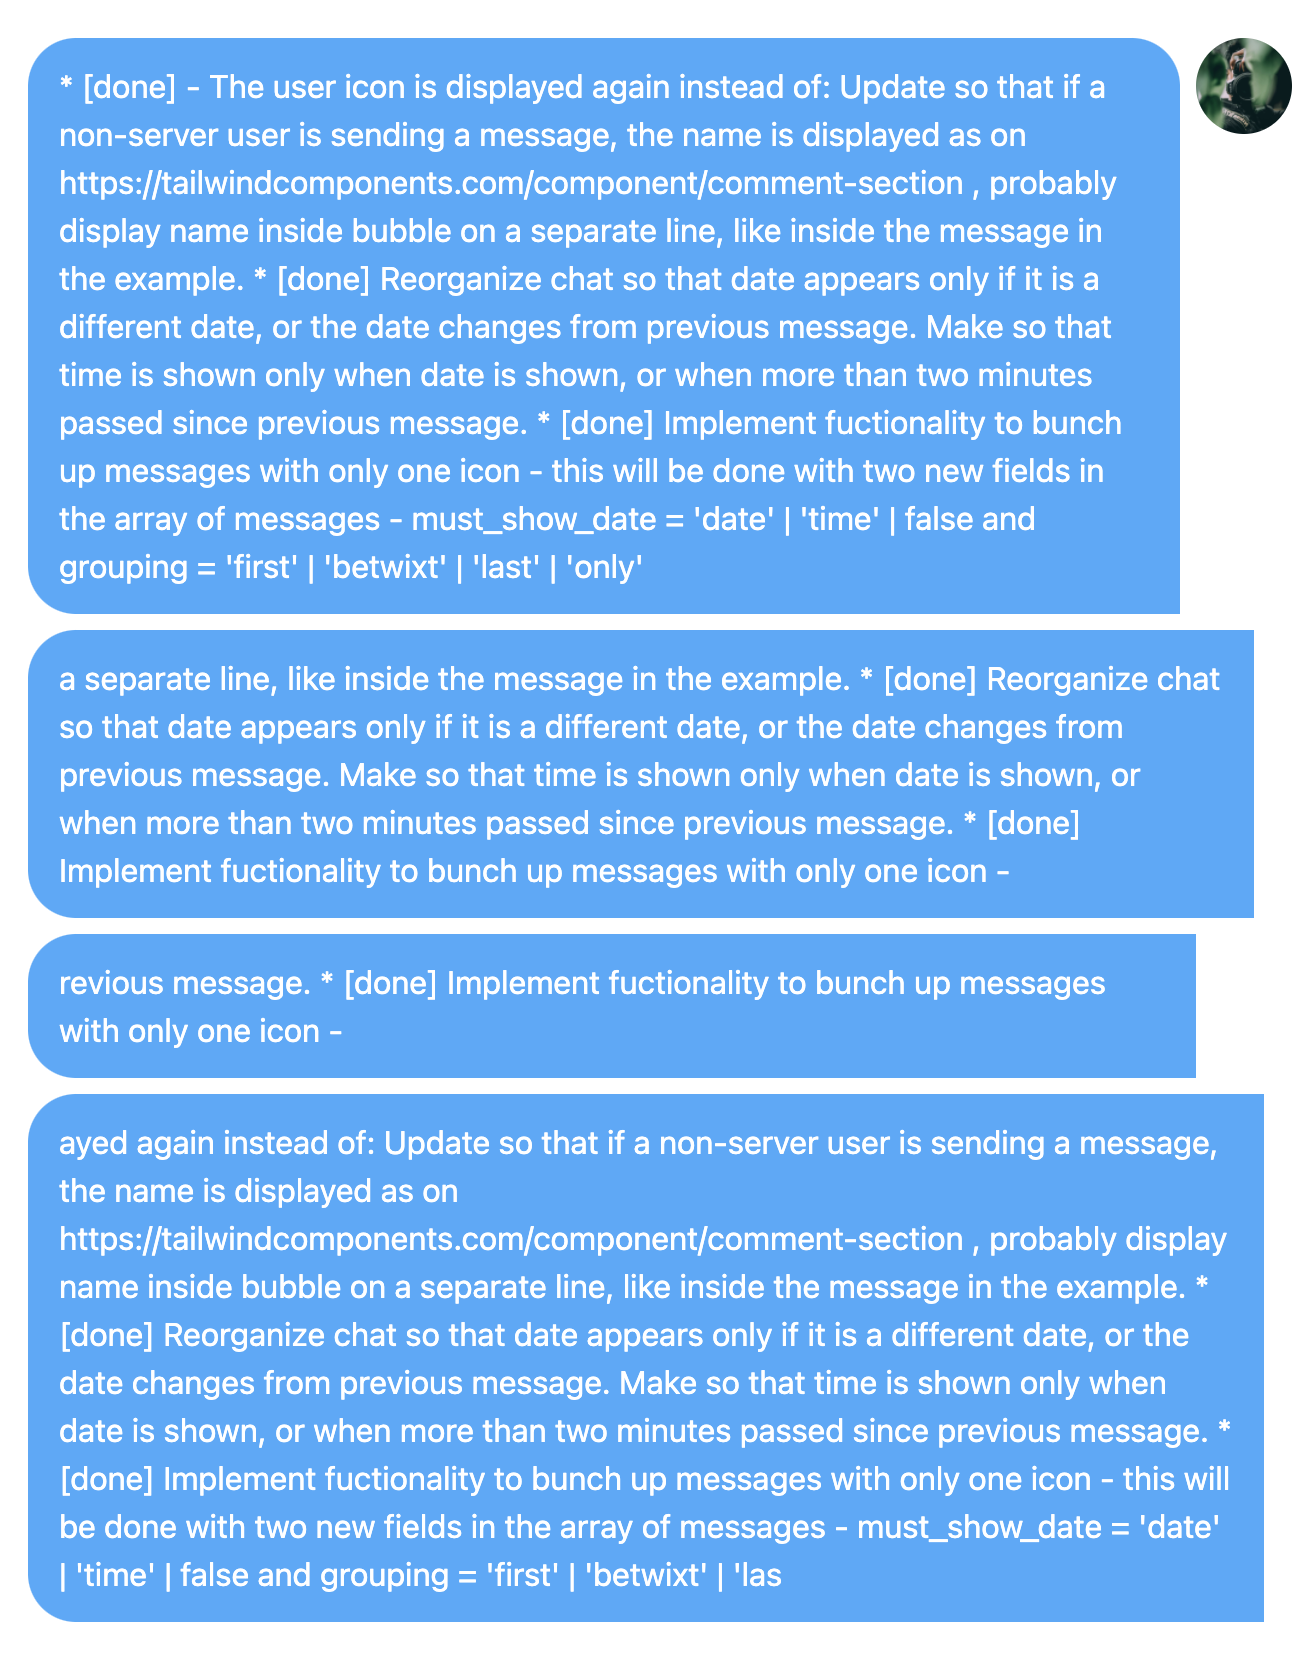 * [done] - The user icon is displayed again instead of: Update so that if a
non-server user is sending a message, the name is displayed as on
https://tailwindcomponents.com/component/comment-section , probably
display name inside bubble on a separate line, like inside the message in
the example. * [done] Reorganize chat so that date appears only if it is a
different date, or the date changes from previous message. Make so that
time is shown only when date is shown, or when more than two minutes
passed since previous message. * [done] Implement fuctionality to bunch
up messages with only one icon - this will be done with two new fields in
the array of messages - must_show_date = 'date' | 'time' | false and
grouping = 'first' | 'betwixt' | 'last' | 'only'
a separate line, like inside the message in the example. * [done] Reorganize chat
so that date appears only if it is a different date, or the date changes from
previous message. Make so that time is shown only when date is shown, or
when more than two minutes passed since previous message. * [done]
Implement fuctionality to bunch up messages with only one icon -
revious message. * [done] Implement fuctionality to bunch up messages
with only one icon -
ayed again instead of: Update so that if a non-server user is sending a message,
the name is displayed as on
https://tailwindcomponents.com/component/comment-section , probably display
name inside bubble on a separate line, like inside the message in the example. *
[done] Reorganize chat so that date appears only if it is a different date, or the
date changes from previous message. Make so that time is shown only when
date is shown, or when more than two minutes passed since previous message. *
[done] Implement fuctionality to bunch up messages with only one icon - this will
be done with two new fields in the array of messages - must_show_date = 'date'
| 'time' | false and grouping = 'first' | 'betwixt' | 'las